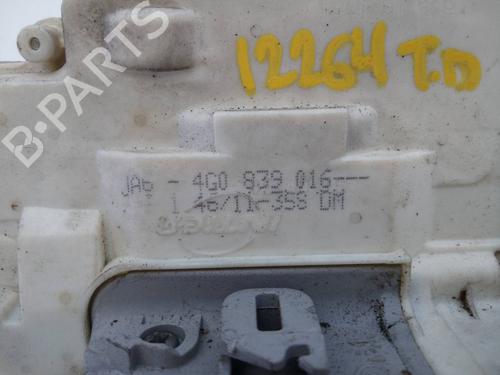 12264 T.D
B-PARTS
JA6 - 4G0 839 016---
1 46/11-358 DM